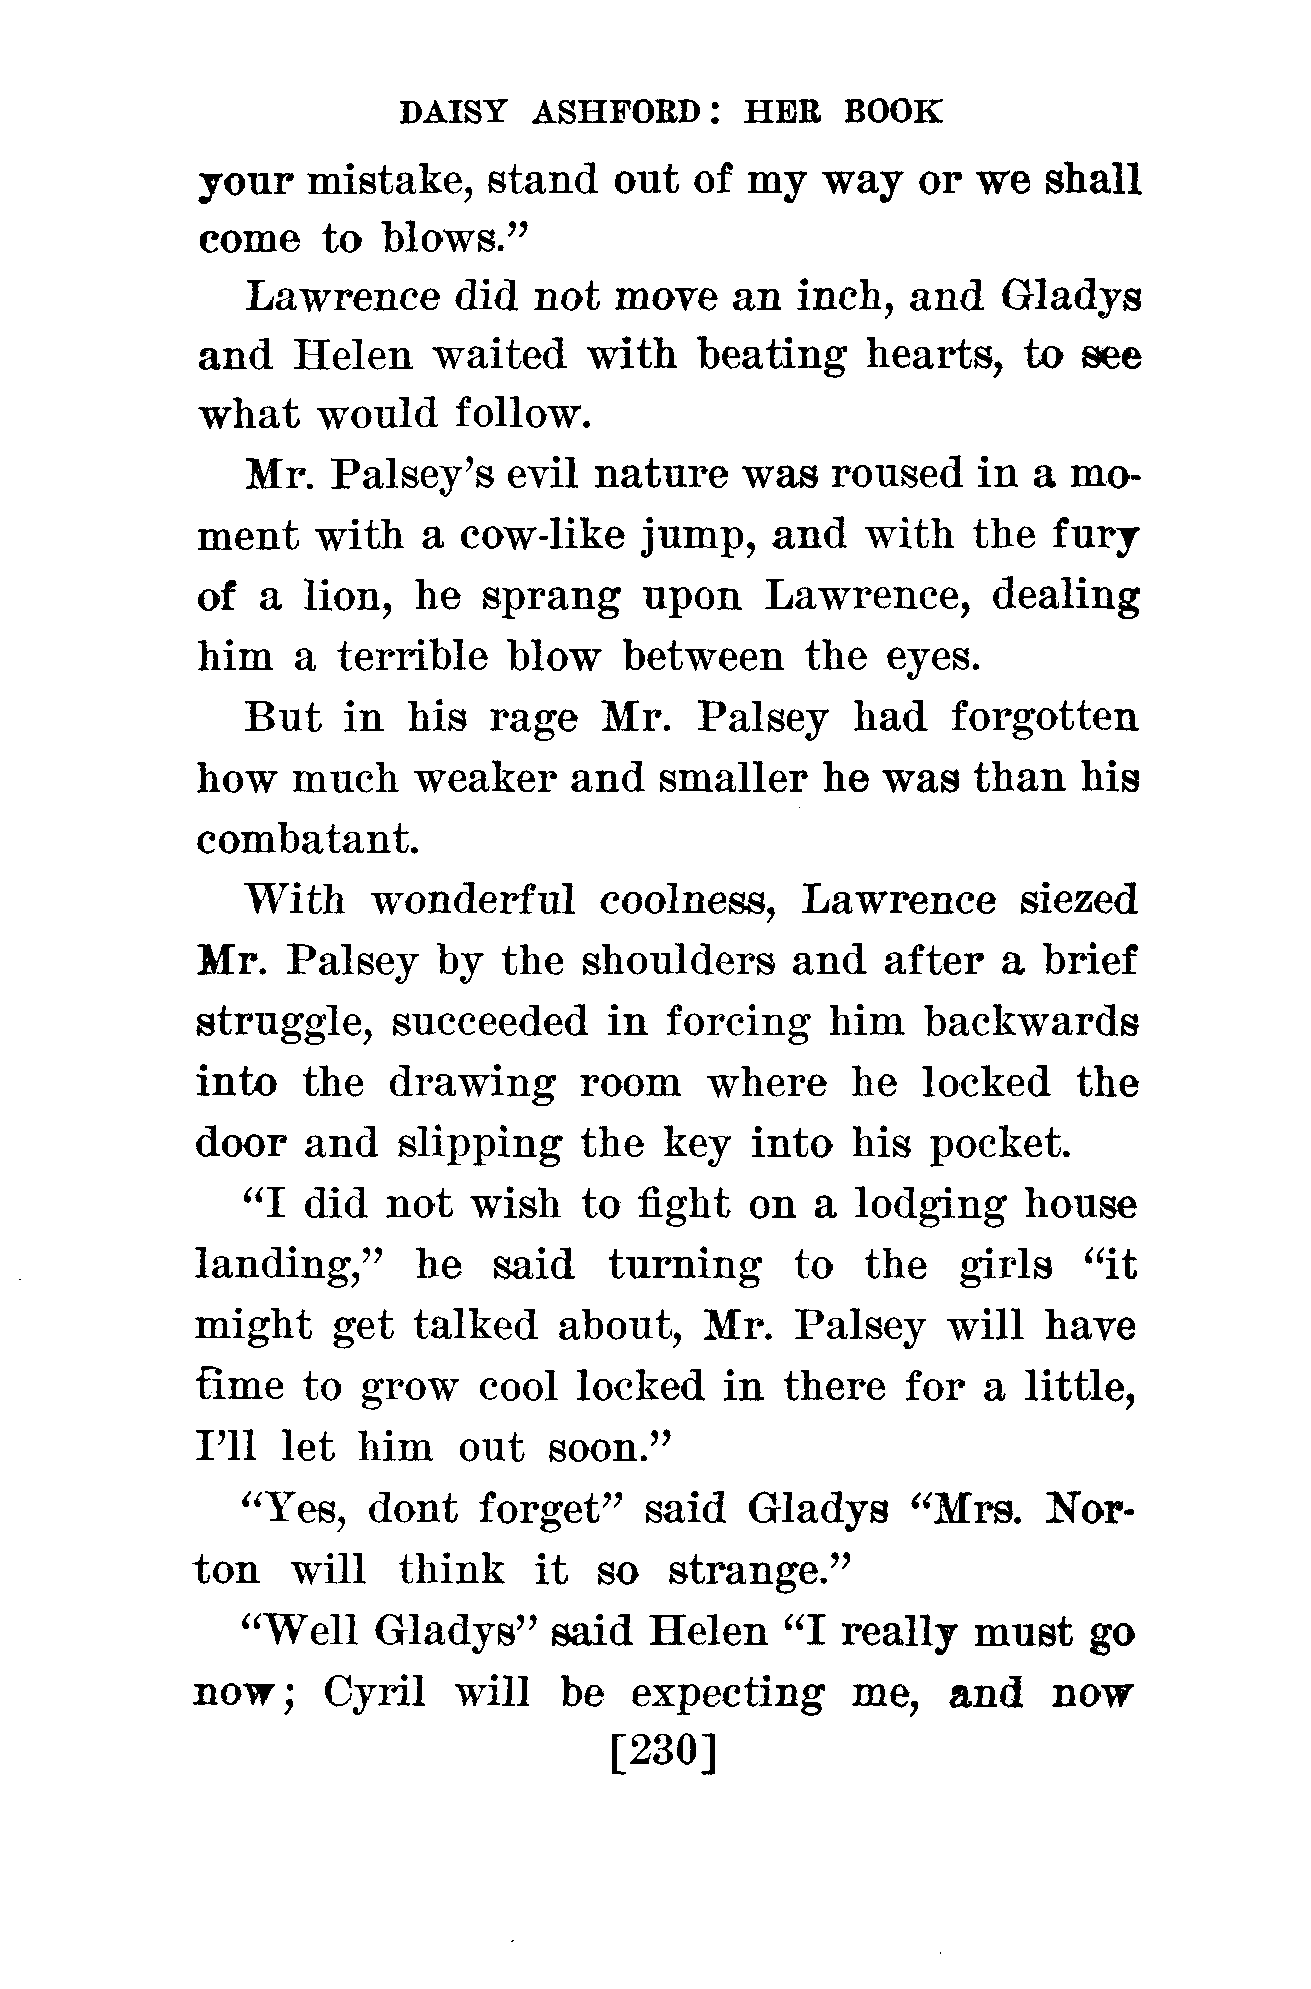 DAISY ASHFORD: HER BOOK
your mistake, stand out of my way or we shall
come to blows.”
Lawrence did not move an inch, and Gladys
and Helen waited with beating hearts, to see
what would follow.
Mr. Palsey’s evil nature was roused in a mo-
ment with a cow-like jump, and with the fury
of a lion, he sprang upon Lawrence, dealing
him a terrible blow between the eyes.
But in his rage Mr. Palsey had forgotten
how much weaker and smaller he was than his
combatant.
With wonderful coolness, Lawrence siezed
Mr. Palsey by the shoulders and after a brief
struggle, succeeded in forcing him backwards
into the drawing room where he locked the
door and slipping the key into his pocket.
“I did not wish to fight on a lodging house
landing,” he said turning to the girls “it
might get talked about, Mr. Palsey will have
time to grow cool locked in there for a little,
I’ll let him out soon.”
“Yes, dont forget” said Gladys “Mrs. Nor-
ton will think it so strange.”
“Well Gladys” said Helen “I really must go
now; Cyril will be expecting me, and now
[230]